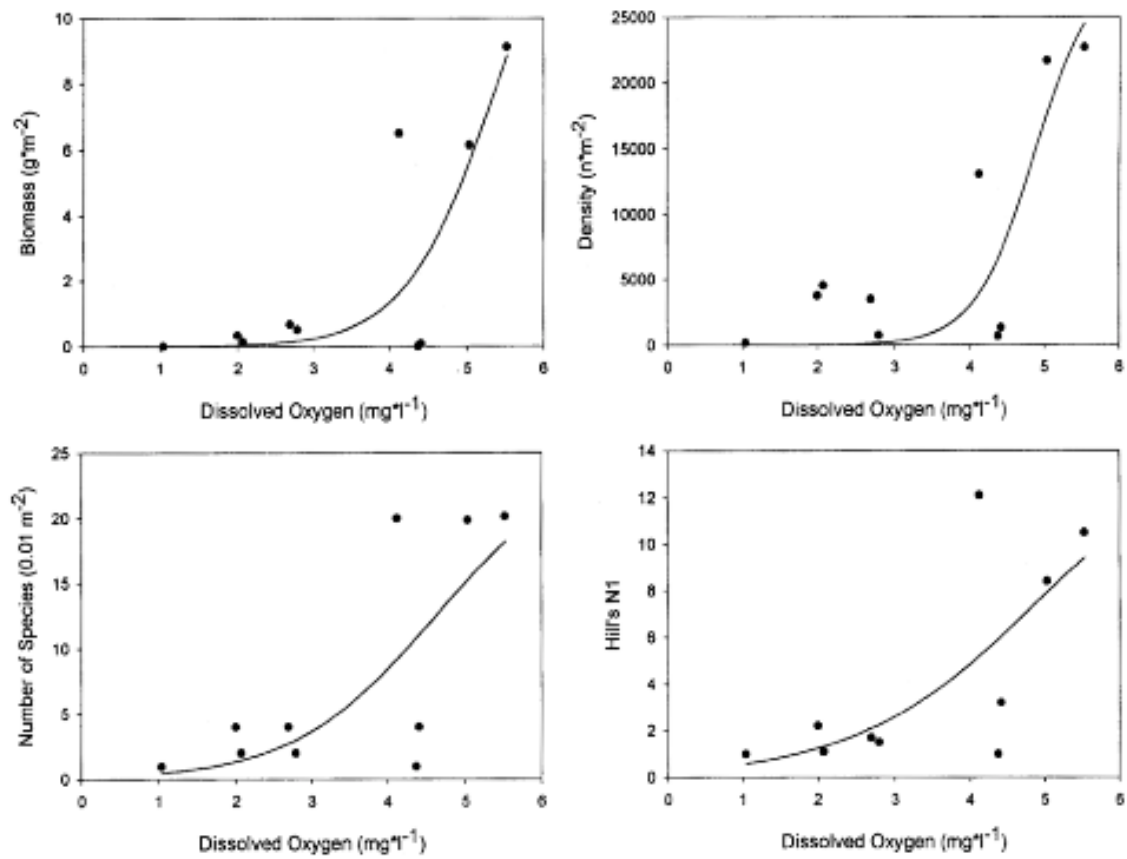 10
8
6
4
2
0
Biomass (g*m⁻²)
0 1 2 3 4 5 6
Dissolved Oxygen (mg*l⁻¹)
25000
20000
15000
10000
5000
0
Density (n*m⁻²)
0 1 2 3 4 5 6
Dissolved Oxygen (mg*l⁻¹)
25
20
15
10
5
0
Number of Species (0.01 m⁻²)
0 1 2 3 4 5 6
Dissolved Oxygen (mg*l⁻¹)
14
12
10
8
6
4
2
0
Hill's N1
0 1 2 3 4 5 6
Dissolved Oxygen (mg*l⁻¹)